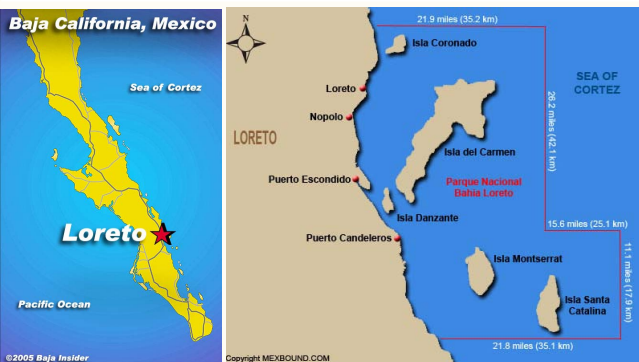 Baja California, Mexico
Sea of Cortez
Loreto
Pacific Ocean
©2005 Baja Insider
N
21.9 miles (35.2 km)
Isla Coronado
SEA OF
CORTEZ
Loreto
Nopolo
LORETO
26.2 miles (42.1 km)
Isla del Carmen
Puerto Escondido
Parque Nacional
Bahia Loreto
Isla Danzante
15.6 miles (25.1 km)
Puerto Candeleros
11.1 miles (17.9 km)
Isla Montserrat
Isla Santa
Catalina
21.8 miles (35.1 km)
Copyright MEXBOUND.COM